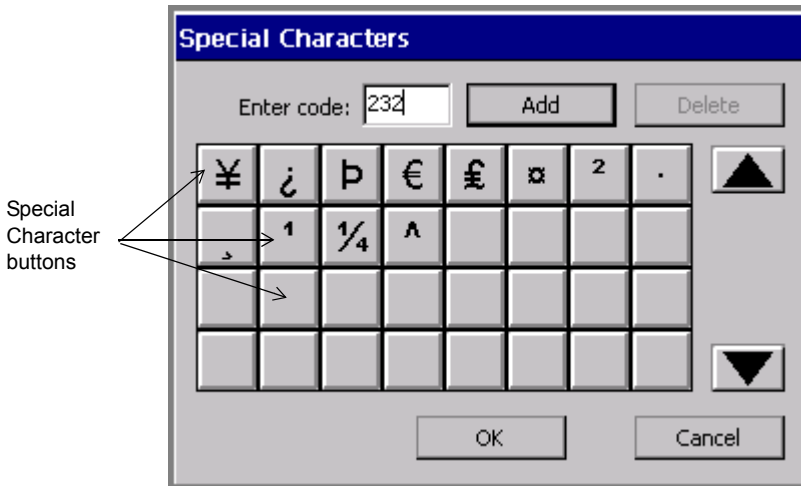 Special Characters
Enter code: 232 Add Delete
¥ ¿ Þ € ₤ ¤ ² ·
¸ ¹ ¼ ^
Special
Character
buttons
OK Cancel